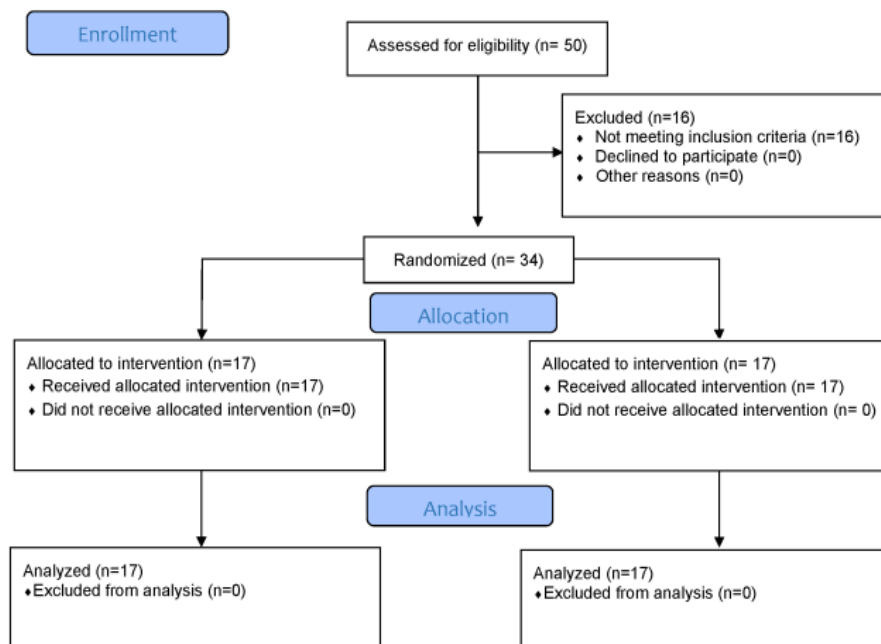 Enrollment
Assessed for eligibility (n= 50)
Excluded (n=16)
♦ Not meeting inclusion criteria (n=16)
♦ Declined to participate (n=0)
♦ Other reasons (n=0)
Randomized (n= 34)
Allocation
Allocated to intervention (n=17)
♦ Received allocated intervention (n=17)
♦ Did not receive allocated intervention (n=0)
Allocated to intervention (n= 17)
♦ Received allocated intervention (n= 17)
♦ Did not receive allocated intervention (n= 0)
Analysis
Analyzed (n=17)
♦Excluded from analysis (n=0)
Analyzed (n=17)
♦Excluded from analysis (n=0)